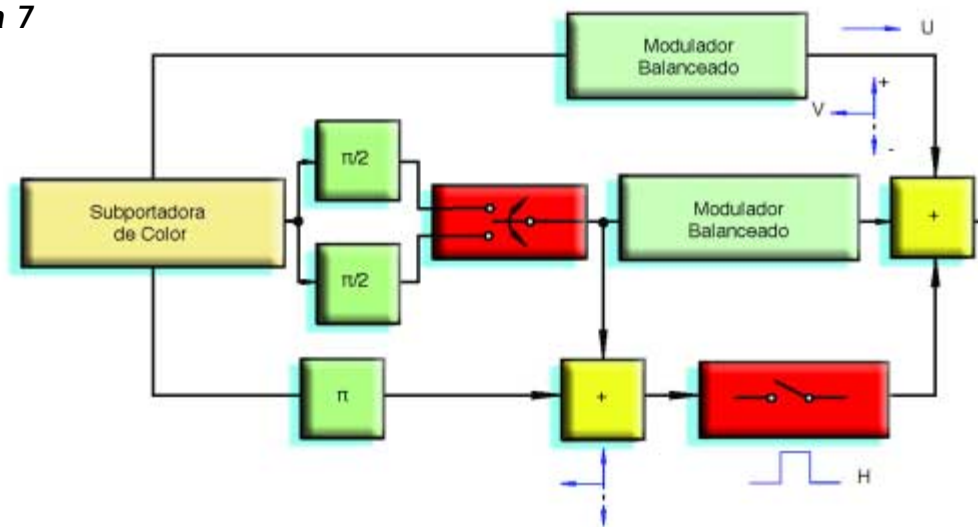 7
Modulador
Balanceado
U
+
V
-
π/2
Subportadora
de Color
Modulador
Balanceado
+
π/2
π
+
H